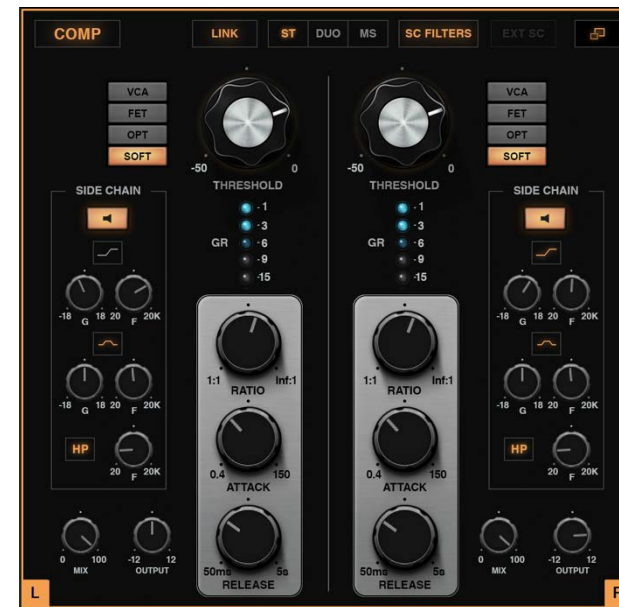 COMP LINK ST DUO MS SC FILTERS EXT SC
VCA
FET
OPT
SOFT
-50 0
THRESHOLD
SIDE CHAIN
-18 G 18 20 F 20K
-18 G 18 20 F 20K
HP
20 F 20K
0 100
MIX
-12 12
OUTPUT
1
3
GR 6
9
15
1:1 Inf:1
RATIO
0.4 150
ATTACK
50ms 5s
RELEASE
L
-50 0
THRESHOLD
1
3
GR 6
9
15
1:1 Inf:1
RATIO
0.4 150
ATTACK
50ms 5s
RELEASE
VCA
FET
OPT
SOFT
SIDE CHAIN
-18 G 18 20 F 20K
-18 G 18 20 F 20K
HP
20 F 20K
0 100
MIX
-12 12
OUTPUT